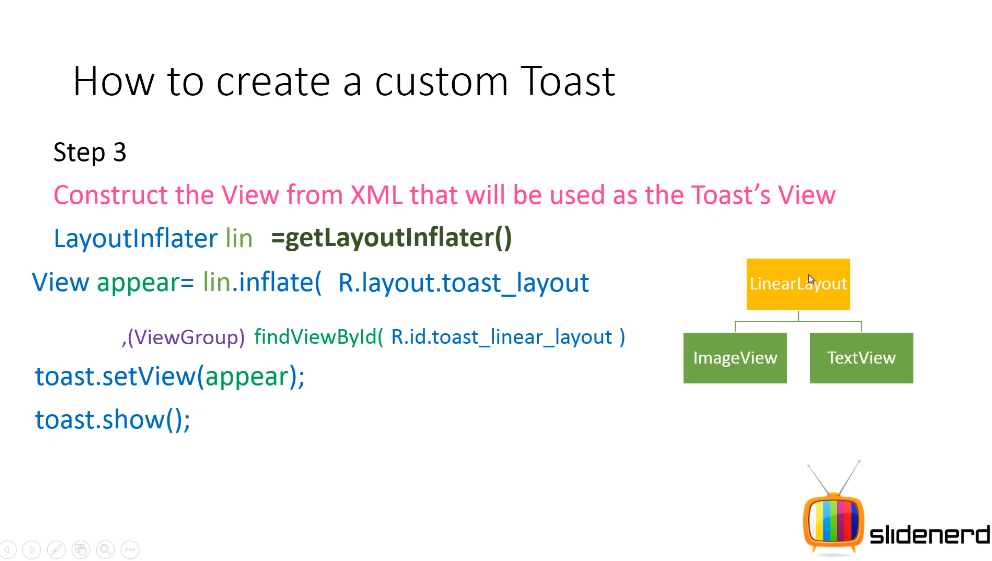 How to create a custom Toast
Step 3
Construct the View from XML that will be used as the Toast's View
LayoutInflater lin =getLayoutInflater()
View appear= lin.inflate( R.layout.toast_layout
,(ViewGroup) findViewById( R.id.toast_linear_layout )
toast.setView(appear);
toast.show();
LinearLayout
ImageView TextView
slidenerd